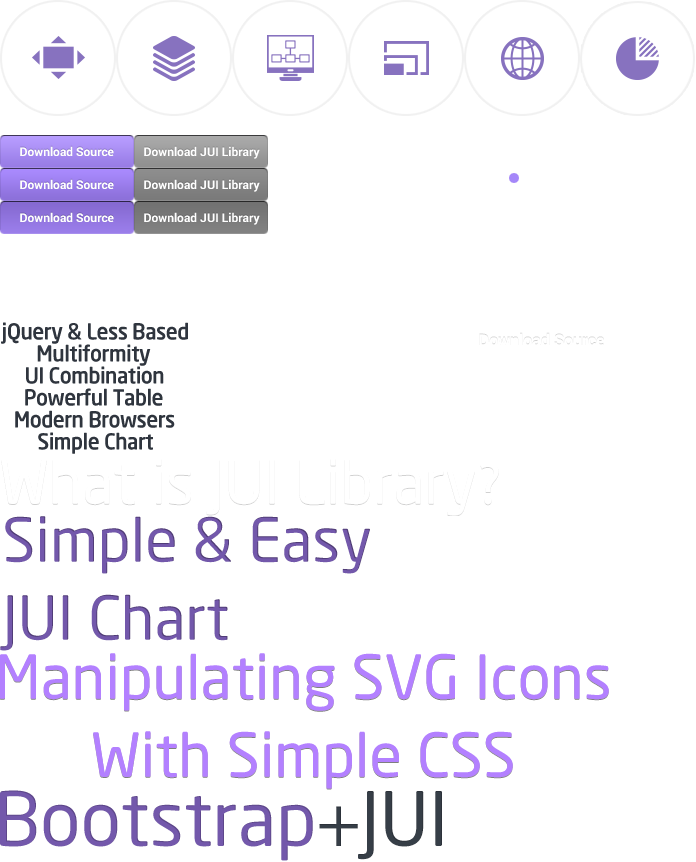 Download Source Download JUI Library
Download Source Download JUI Library
Download Source Download JUI Library
jQuery & Less Based
Multiformity
UI Combination
Powerful Table
Modern Browsers
Simple Chart
Download Source
What is JUI Library?
Simple & Easy
JUI Chart
Manipulating SVG Icons
With Simple CSS
Bootstrap+JUI